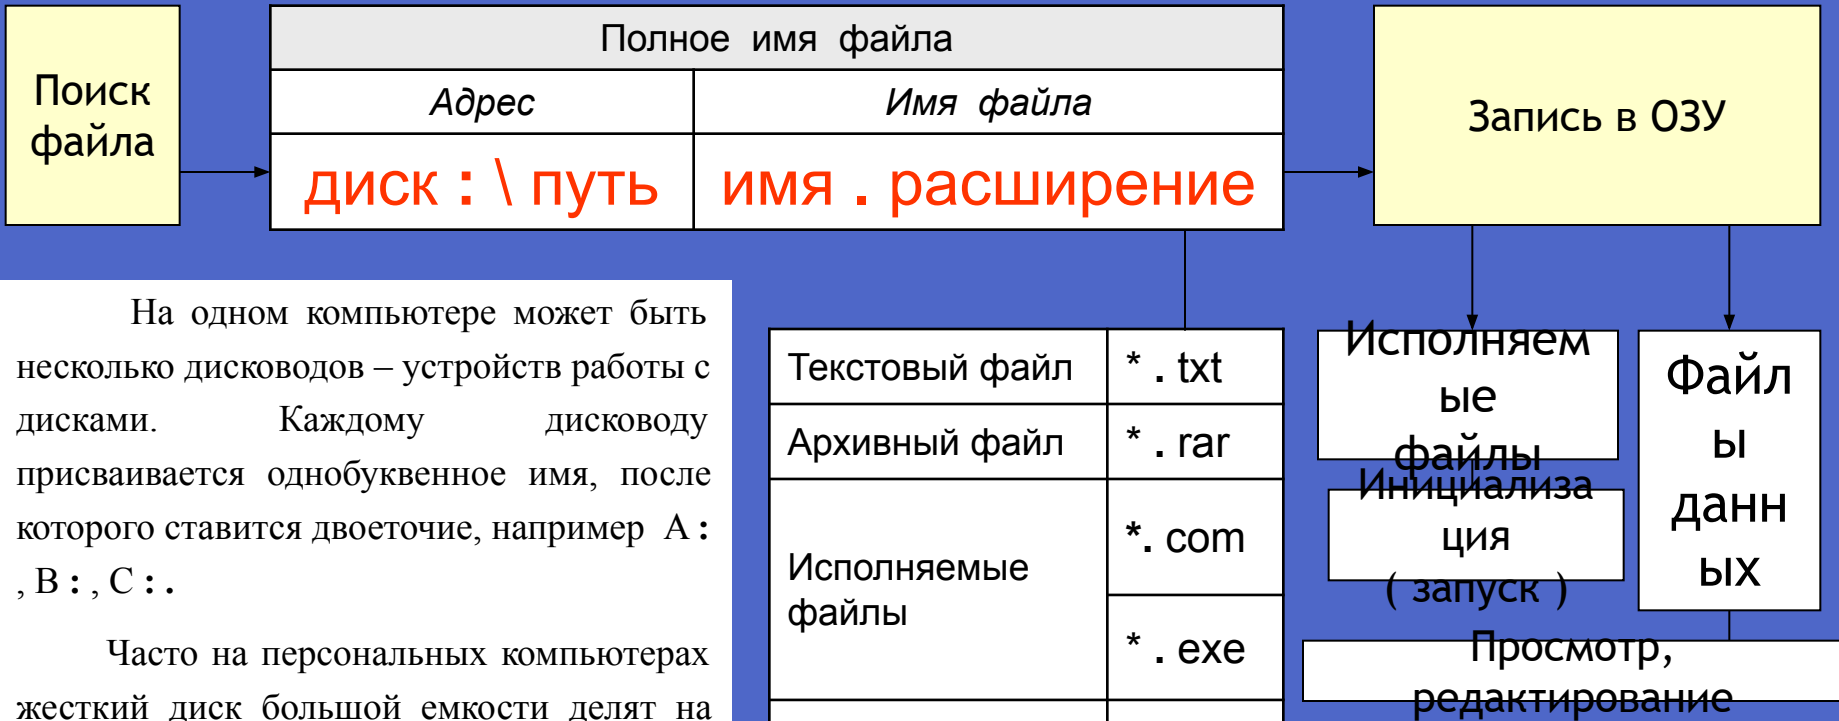 Поиск
файла
Полное имя файла
Адрес
Имя файла
диск : \ путь
имя . расширение
Запись в ОЗУ
На одном компьютере может быть
несколько дисководов – устройств работы с
дисками. Каждому дисководу
присваивается однобуквенное имя, после
которого ставится двоеточие, например А :
, В : , С : .
Часто на персональных компьютерах
жесткий диск большой емкости делят на
Текстовый файл
* . txt
Архивный файл
* . rar
Исполняемые
файлы
*. com
* . exe
Исполняем
ые
файлы
Инициализа
ция
( запуск )
Файл
ы
данн
ых
Просмотр,
редактирование